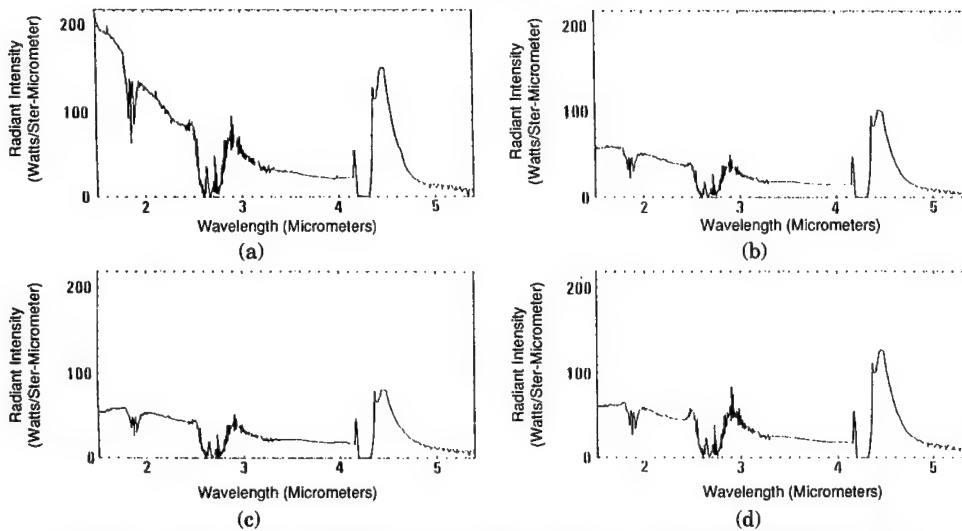 Radiant Intensity
(Watts/Ster-Micrometer)
200
100
0
2
3
4
5
Wavelength (Micrometers)
(a)
Radiant Intensity
(Watts/Ster-Micrometer)
200
100
0
2
3
4
5
Wavelength (Micrometers)
(b)
Radiant Intensity
(Watts/Ster-Micrometer)
200
100
0
2
3
4
5
Wavelength (Micrometers)
(c)
Radiant Intensity
(Watts/Ster-Micrometer)
200
100
0
2
3
4
5
Wavelength (Micrometers)
(d)